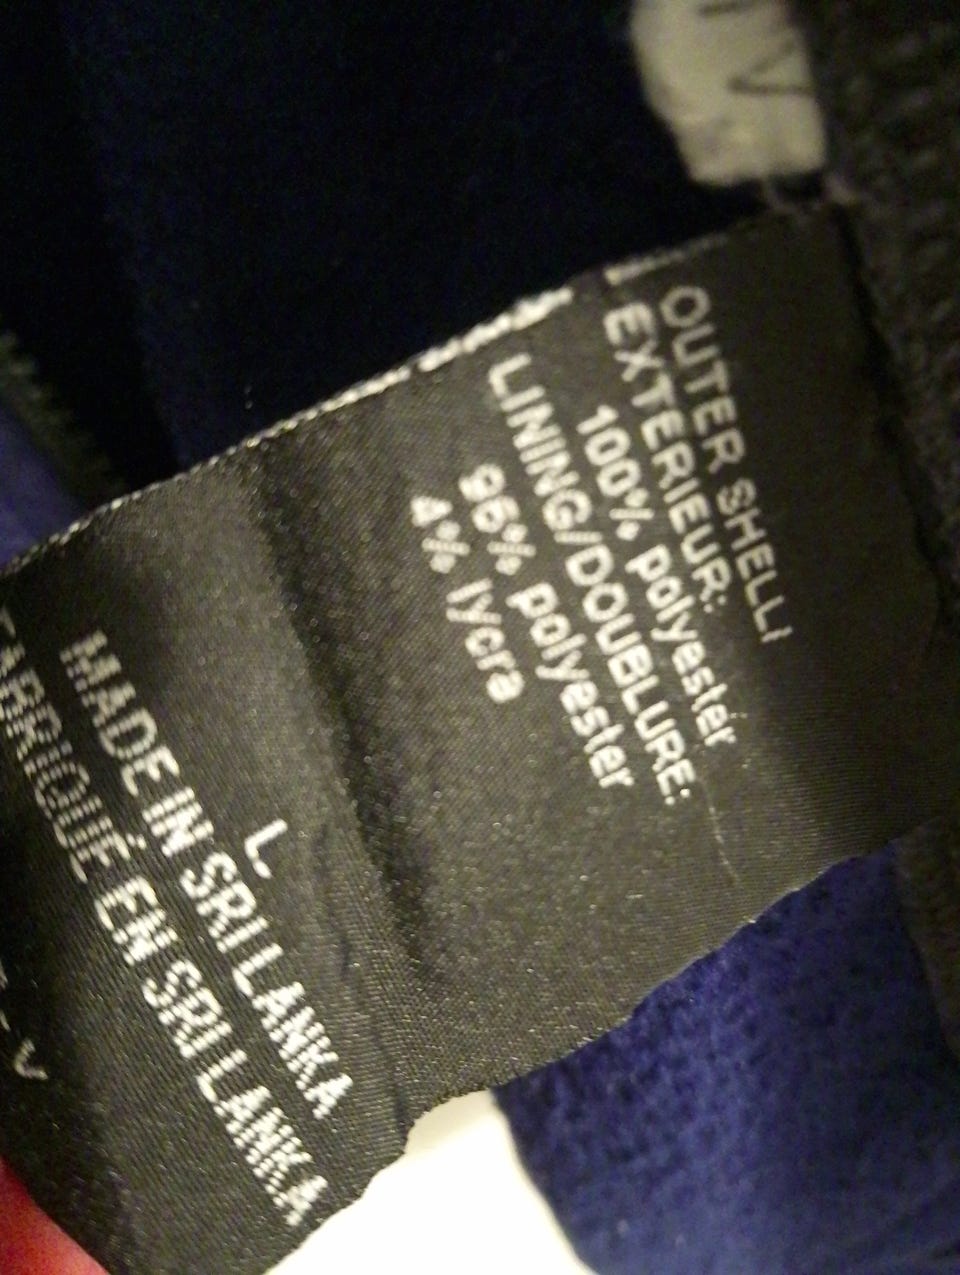 OUTER SHELL/
EXTERIEUR:
100% polyester
LINING/DOUBLURE:
96% polyester
4% lycra
L
MADE IN SRI LANKA
FABRIQUÉ EN SRI LANKA